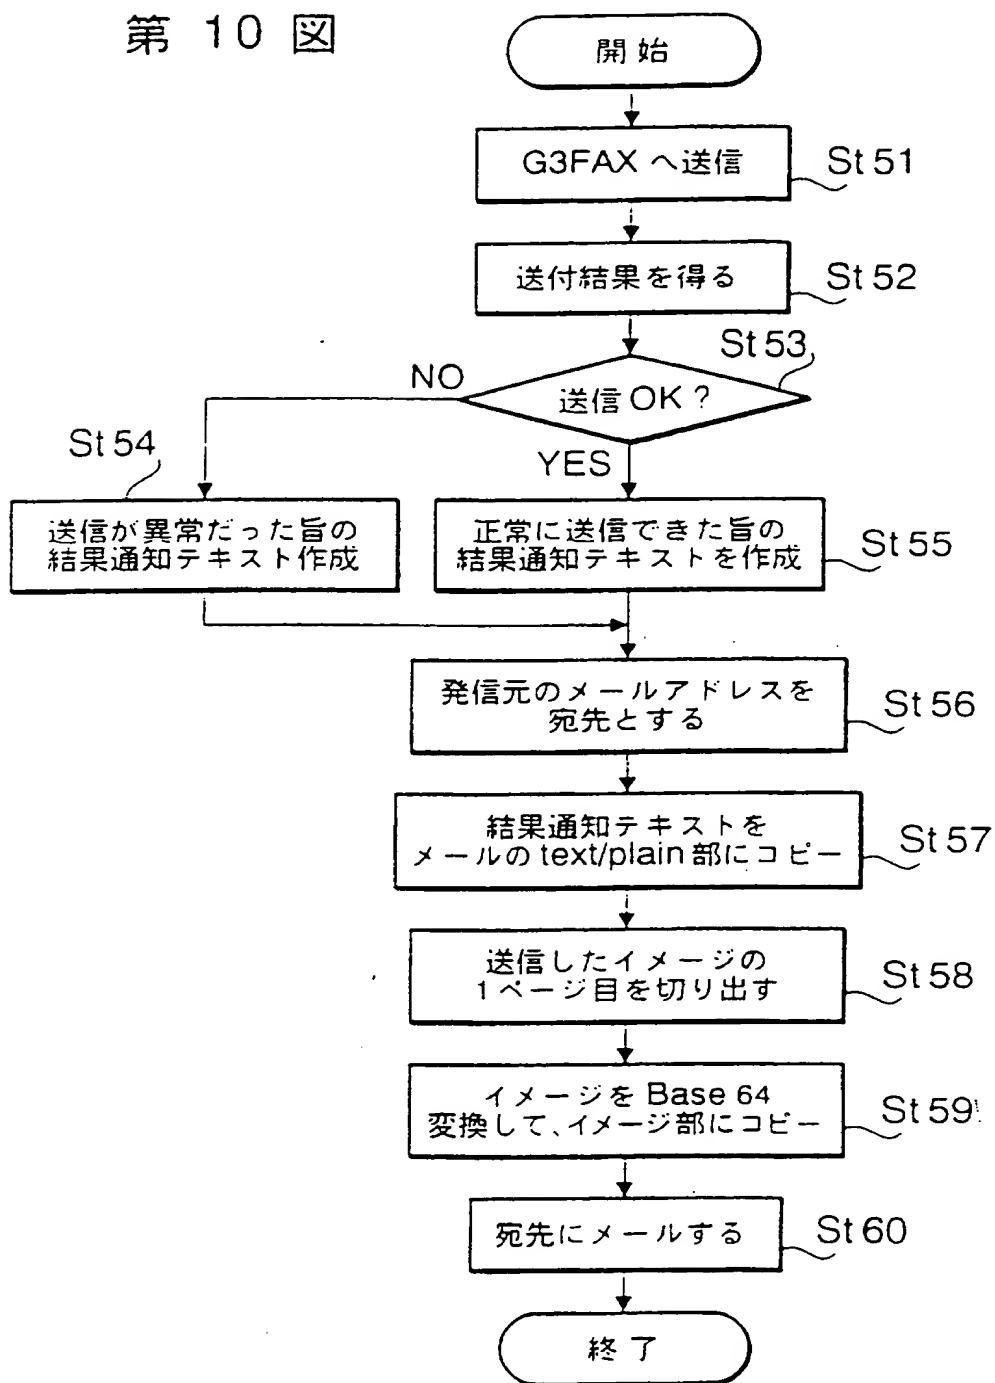 第 10 図
開始
G3FAX へ送信
St 51
送付結果を得る
St 52
St 53
送信 OK ?
NO
YES
St 54
送信が異常だった旨の
結果通知テキスト作成
正常に送信できた旨の
結果通知テキストを作成
St 55
発信元のメールアドレスを
宛先とする
St 56
結果通知テキストを
メールの text/plain 部にコピー
St 57
送信したイメージの
1ページ目を切り出す
St 58
イメージを Base 64
変換して、イメージ部にコピー
St 59
宛先にメールする
St 60
終了